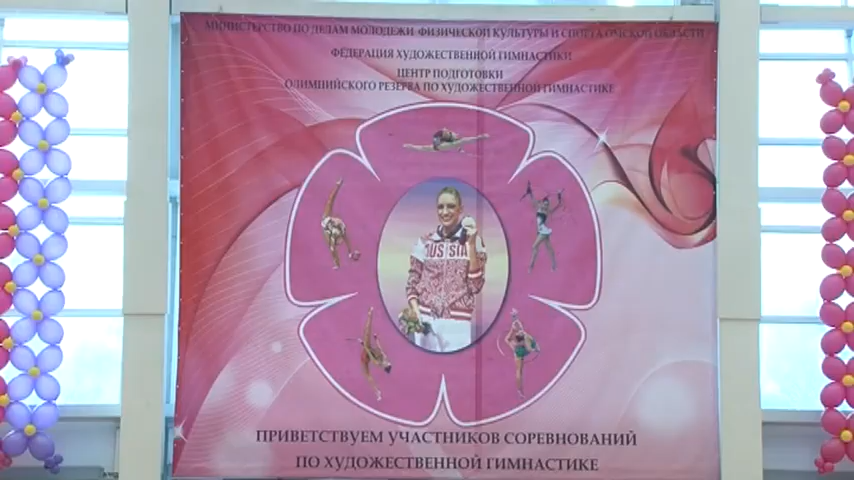 МИНИСТЕРСТВО ПО ДЕЛАМ МОЛОДЕЖИ ФИЗИЧЕСКОЙ КУЛЬТУРЫ И СПОРТА ОМСКОЙ ОБЛАСТИ
ФЕДЕРАЦИЯ ХУДОЖЕСТВЕННОЙ ГИМНАСТИКИ
ЦЕНТР ПОДГОТОВКИ
ОЛИМПИЙСКОГО РЕЗЕРВА ПО ХУДОЖЕСТВЕННОЙ ГИМНАСТИКЕ
RUSSIA
ПРИВЕТСТВУЕМ УЧАСТНИКОВ СОРЕВНОВАНИЙ
ПО ХУДОЖЕСТВЕННОЙ ГИМНАСТИКЕ